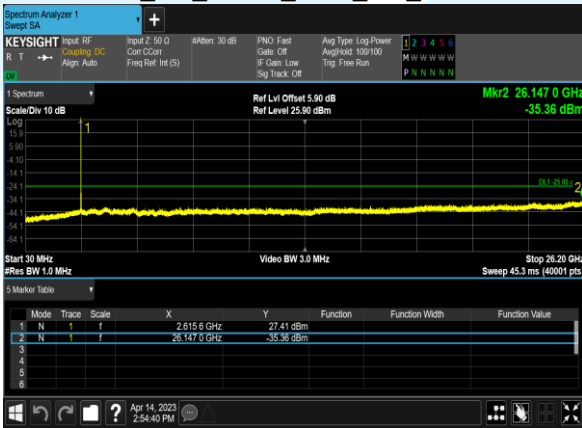 Spectrum Analyzer 1
Swept SA
+
KEYSIGHT Input: RF Input Z: 50 Ω #Atten: 30 dB PNO: Fast Avg Type: Log-Power 1 2 3 4 5 6
R T Coupling: DC Corr CCorr Gate: Off Avg|Hold: 100/100 M W W W W W
Align: Auto Freq Ref: Int (S) IF Gain: Low Trig: Free Run
LU Sig Track: Off P N N N N N
1 Spectrum Ref Lvl Offset 5.90 dB Mkr2 26.147 0 GHz
Scale/Div 10 dB Ref Level 25.90 dBm -35.36 dBm
Log
15.9 1
5.90
-4.10
-14.1
-24.1 DL1 -25.00 2
-34.1
-44.1
-54.1
-64.1
Start 30 MHz Video BW 3.0 MHz Stop 26.20 GHz
#Res BW 1.0 MHz Sweep 45.3 ms (40001 pts
5 Marker Table
Mode Trace Scale X Y Function Function Width Function Value
1 N 1 f 2.615 6 GHz 27.41 dBm
2 N 1 f 26.147 0 GHz -35.36 dBm
3
4
5
6
? Apr 14, 2023
2:54:40 PM